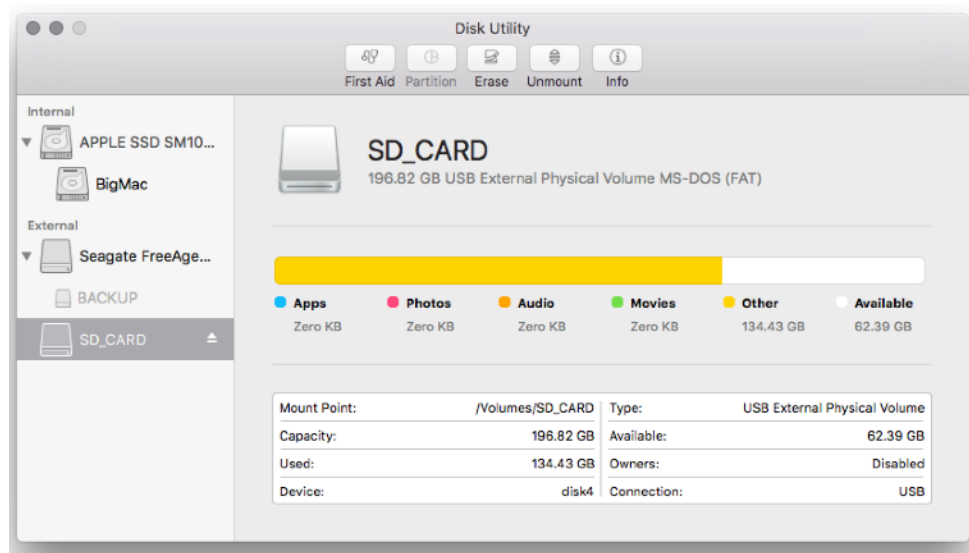 Disk Utility
First Aid Partition Erase Unmount Info
Internal
APPLE SSD SM10...
BigMac
External
Seagate FreeAge...
BACKUP
SD_CARD
SD_CARD
196.82 GB USB External Physical Volume MS-DOS (FAT)
Apps Photos Audio Movies Other Available
Zero KB Zero KB Zero KB Zero KB 134.43 GB 62.39 GB
Mount Point: /Volumes/SD_CARD Type: USB External Physical Volume
Capacity: 196.82 GB Available: 62.39 GB
Used: 134.43 GB Owners: Disabled
Device: disk4 Connection: USB